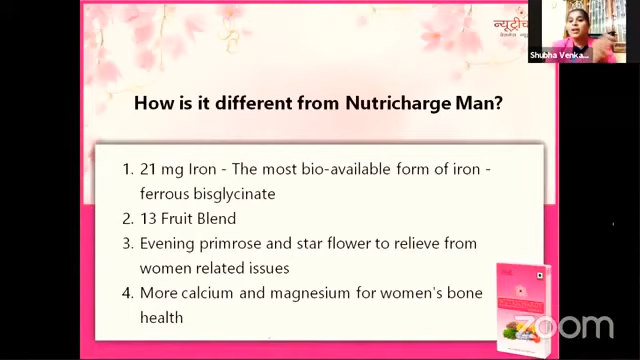 Shubha Venka...
How is it different from Nutricharge Man?
1. 21 mg Iron - The most bio-available form of iron -
ferrous bisglycinate
2. 13 Fruit Blend
3. Evening primrose and star flower to relieve from
women related issues
4. More calcium and magnesium for women's bone
health
zoom